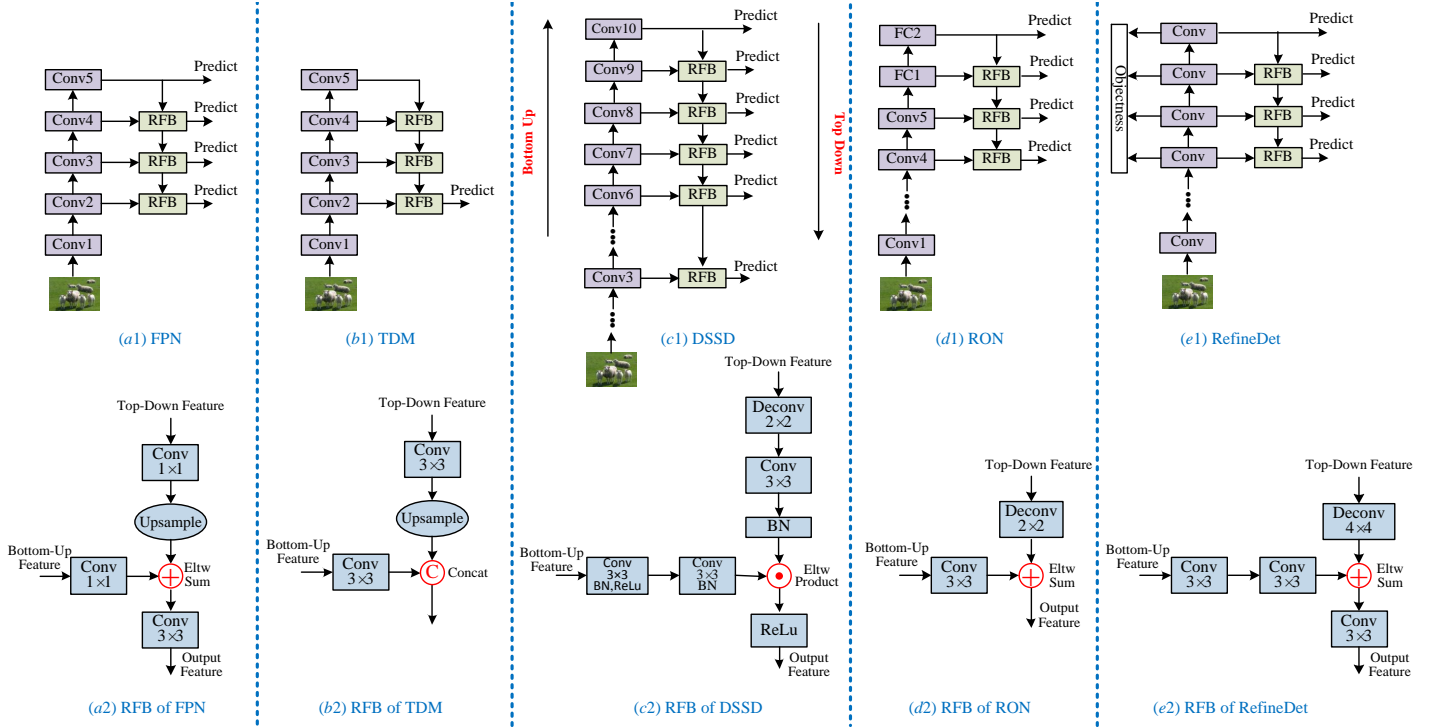 Conv5
Predict
Conv4
RFB
Predict
Conv3
RFB
Predict
Conv2
RFB
Predict
Conv1
(a1) FPN
Conv5
Conv4
RFB
Conv3
RFB
Conv2
RFB
Predict
Conv1
(b1) TDM
Bottom Up
Conv10
Predict
Conv9
RFB
Predict
Conv8
RFB
Predict
Conv7
RFB
Predict
Conv6
RFB
Predict
Conv3
RFB
Predict
Top Down
(c1) DSSD
FC2
Predict
FC1
RFB
Predict
Conv5
RFB
Predict
Conv4
RFB
Predict
Conv1
(d1) RON
Objectness
Conv
Predict
Conv
RFB
Predict
Conv
RFB
Predict
Conv
RFB
Predict
Conv
(e1) RefineDet
Top-Down Feature
Conv
1×1
Upsample
Bottom-Up
Feature
Conv
1×1
Eltw
Sum
Conv
3×3
Output
Feature
(a2) RFB of FPN
Top-Down Feature
Conv
3×3
Upsample
Bottom-Up
Feature
Conv
3×3
C
Concat
(b2) RFB of TDM
Top-Down Feature
Deconv
2×2
Conv
3×3
BN
Bottom-Up
Feature
Conv
3×3
BN,ReLu
Conv
3×3
BN
Eltw
Product
ReLu
Output
Feature
(c2) RFB of DSSD
Top-Down Feature
Deconv
2×2
Bottom-Up
Feature
Conv
3×3
Eltw
Sum
Output
Feature
(d2) RFB of RON
Top-Down Feature
Deconv
4×4
Bottom-Up
Feature
Conv
3×3
Conv
3×3
Eltw
Sum
Conv
3×3
Output
Feature
(e2) RFB of RefineDet